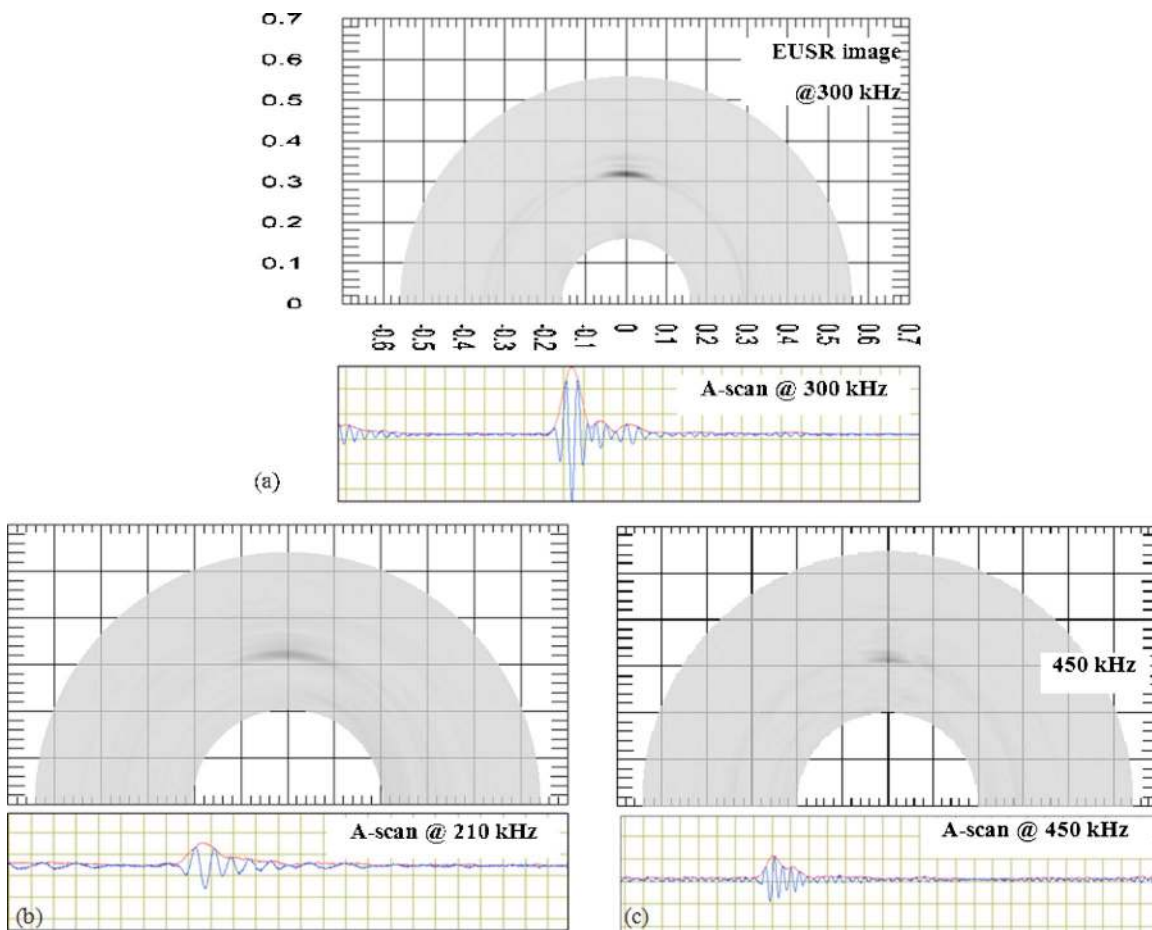 0.7
0.6
0.5
0.4
0.3
0.2
0.1
0
EUSR image
@300 kHz
-0.6 -0.5 -0.4 -0.3 -0.2 -0.1 0 0.1 0.2 0.3 0.4 0.5 0.6 0.7
A-scan @ 300 kHz
(a)
450 kHz
A-scan @ 210 kHz
(b)
A-scan @ 450 kHz
(c)